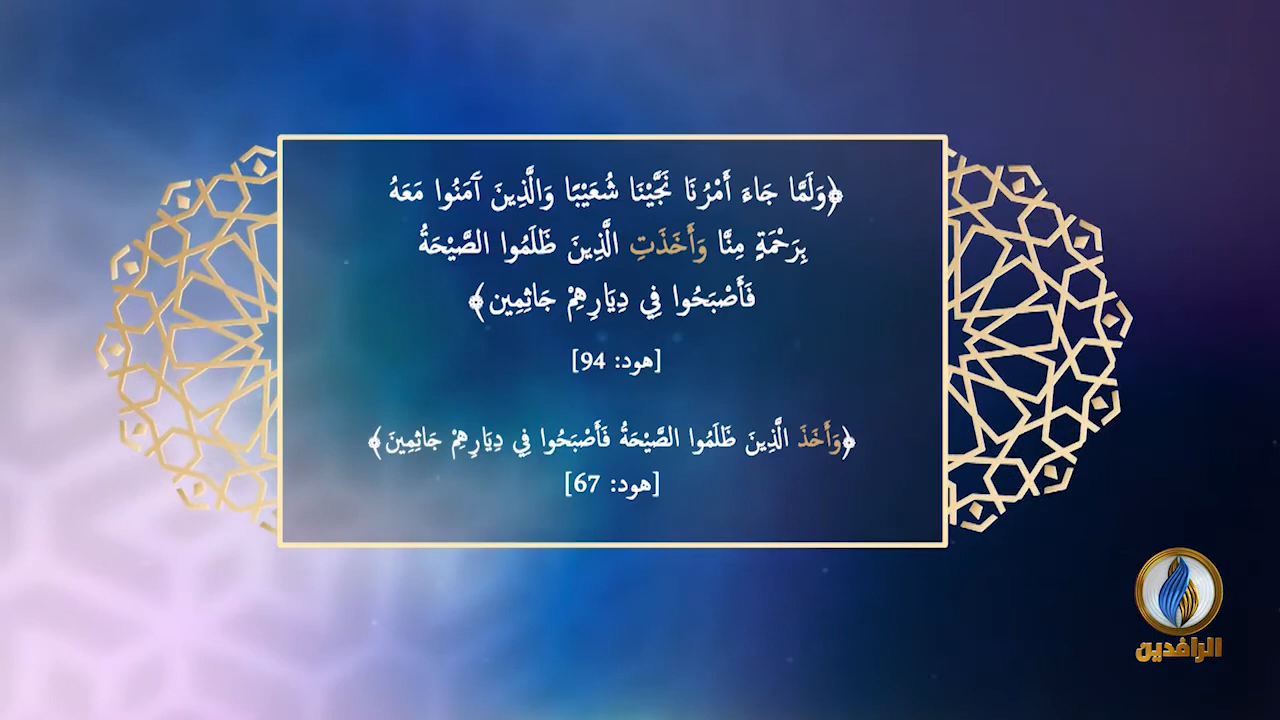 ﴿وَلَمَّا جَاءَ أَمْرُنَا نَجَّيْنَا شُعَيْبًا وَالَّذِينَ آمَنُوا مَعَهُ
بِرَحْمَةٍ مِنَّا وَأَخَذَتِ الَّذِينَ ظَلَمُوا الصَّيْحَةُ
فَأَصْبَحُوا فِي دِيَارِهِمْ جَاثِمِين﴾
[هود: 94]
﴿وَأَخَذَ الَّذِينَ ظَلَمُوا الصَّيْحَةُ فَأَصْبَحُوا فِي دِيَارِهِمْ جَاثِمِينَ﴾
[هود: 67]
الرافدين